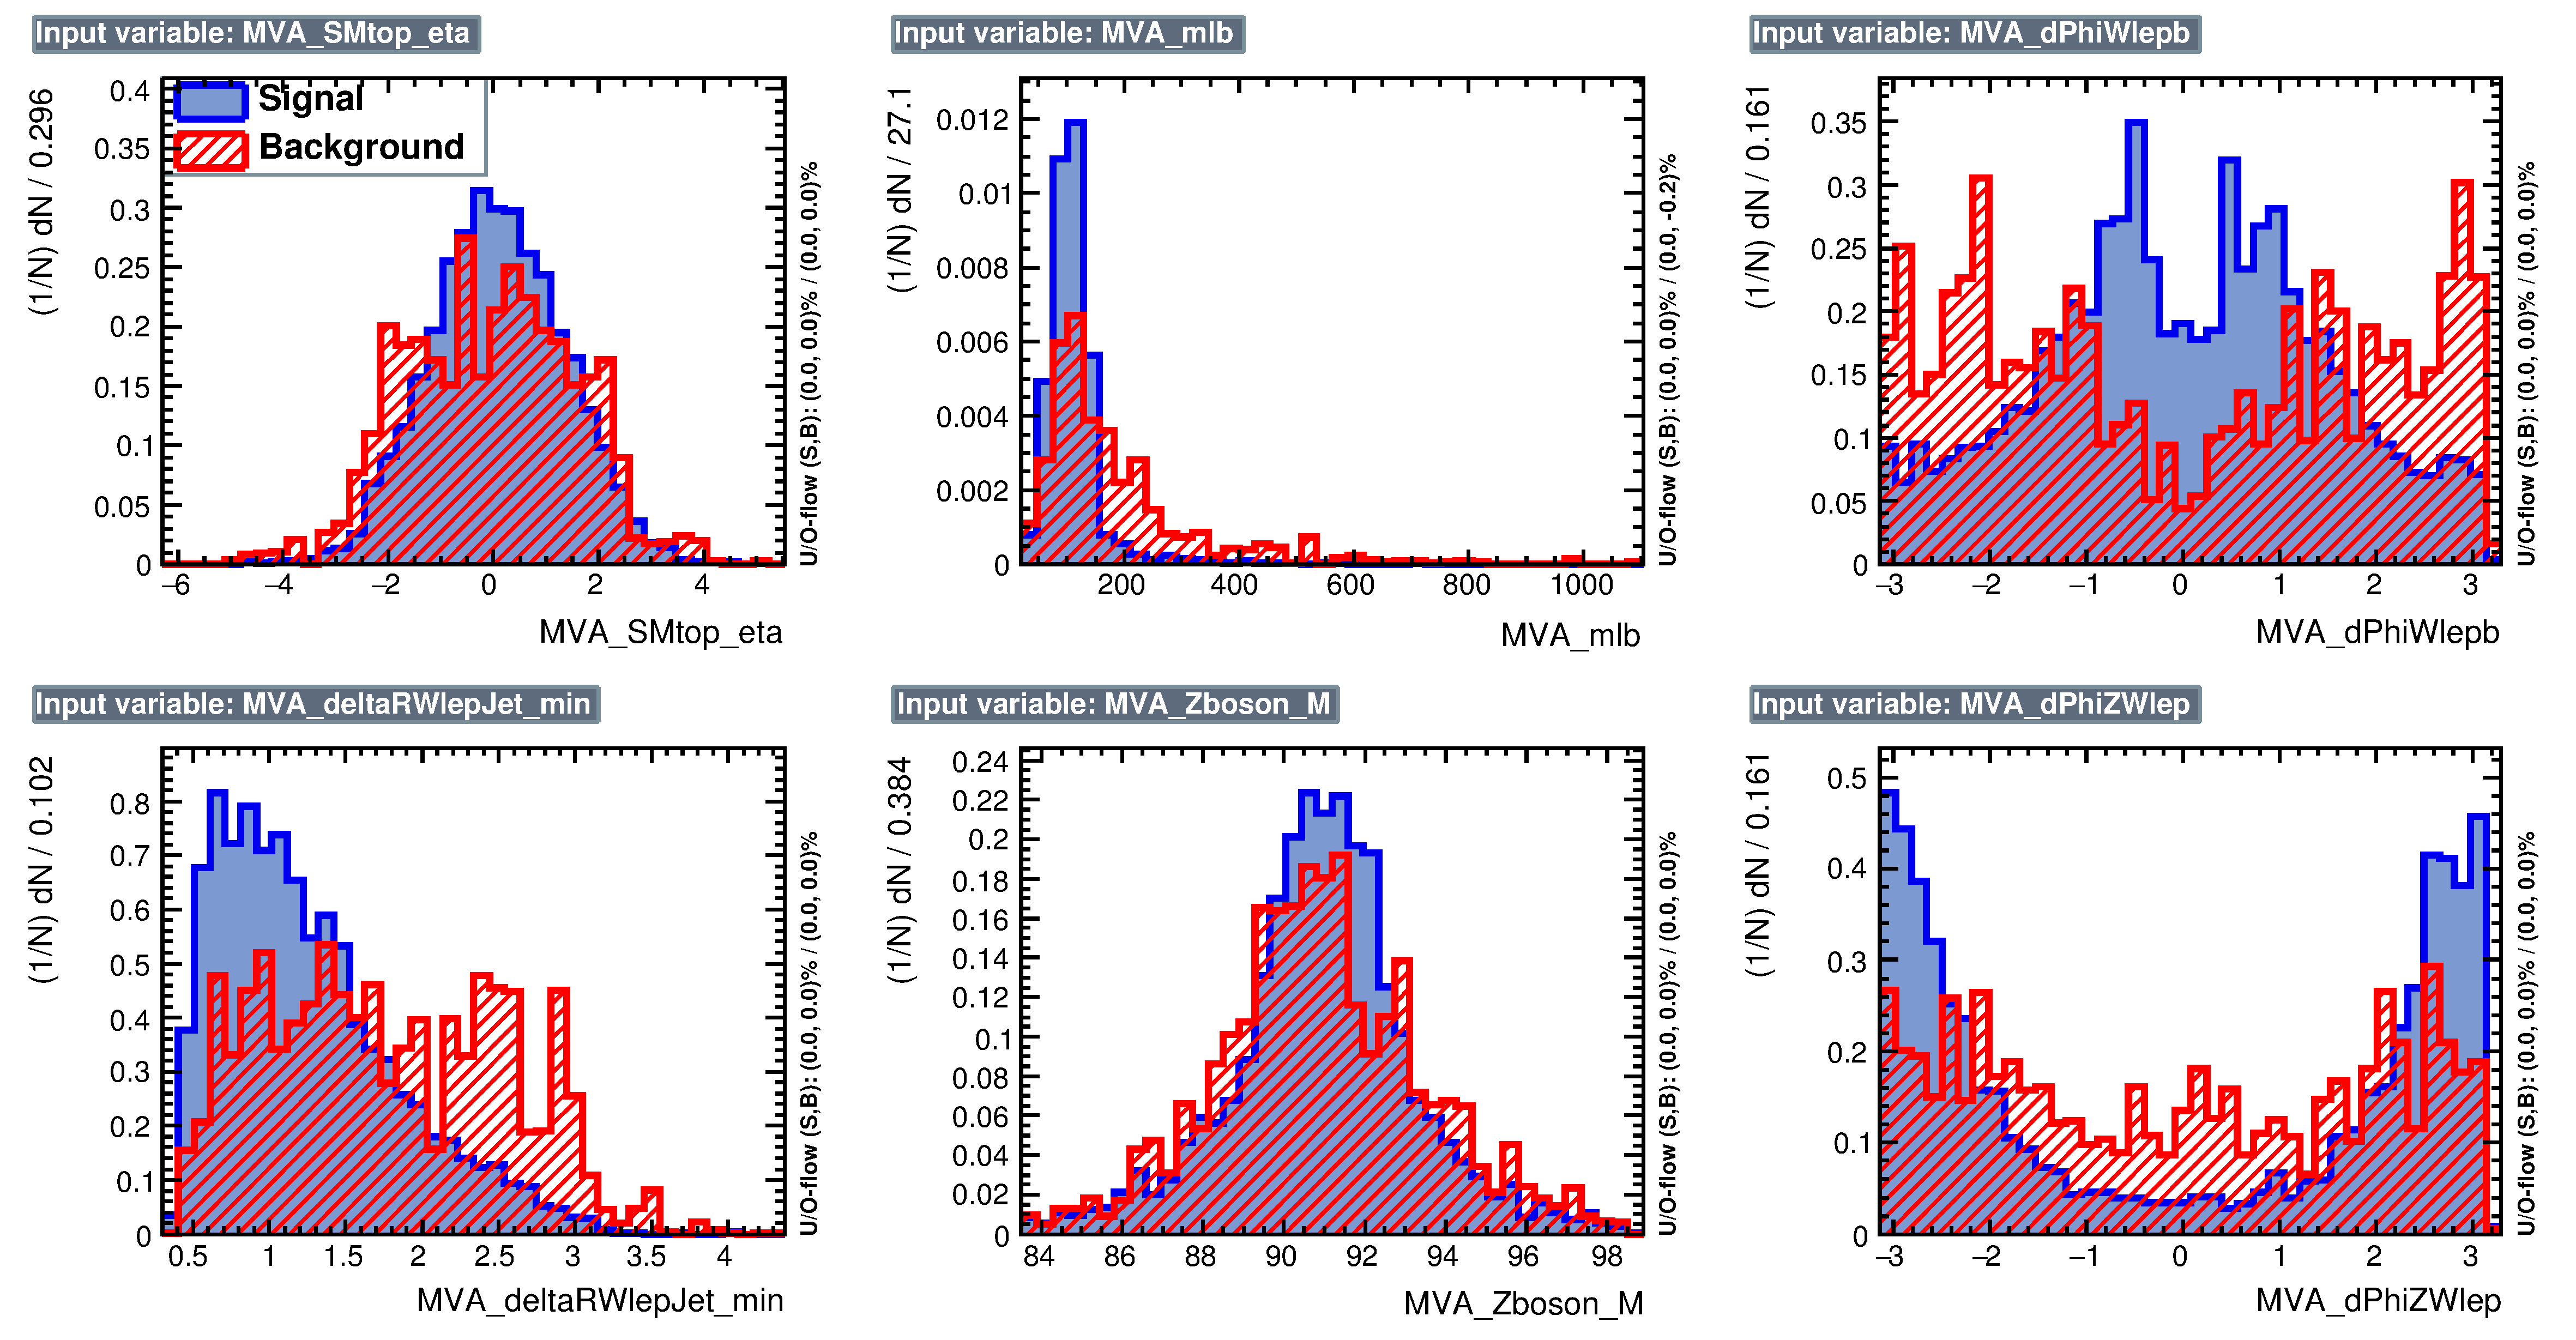 Input variable: MVA_SMtop_eta
(1/N) dN / 0.296
0.4
0.35
0.3
0.25
0.2
0.15
0.1
0.05
0
Signal
Background
−6 −4 −2 0 2 4
MVA_SMtop_eta
U/O-flow (S,B): (0.0, 0.0)% / (0.0, 0.0)%
Input variable: MVA_mlb
(1/N) dN / 27.1
0.012
0.01
0.008
0.006
0.004
0.002
0
200 400 600 800 1000
MVA_mlb
U/O-flow (S,B): (0.0, 0.0)% / (0.0, -0.2)%
Input variable: MVA_dPhiWlepb
(1/N) dN / 0.161
0.35
0.3
0.25
0.2
0.15
0.1
0.05
0
−3 −2 −1 0 1 2 3
MVA_dPhiWlepb
U/O-flow (S,B): (0.0, 0.0)% / (0.0, 0.0)%
Input variable: MVA_deltaRWlepJet_min
(1/N) dN / 0.102
0.8
0.7
0.6
0.5
0.4
0.3
0.2
0.1
0
0.5 1 1.5 2 2.5 3 3.5 4
MVA_deltaRWlepJet_min
U/O-flow (S,B): (0.0, 0.0)% / (0.0, 0.0)%
Input variable: MVA_Zboson_M
(1/N) dN / 0.384
0.24
0.22
0.2
0.18
0.16
0.14
0.12
0.1
0.08
0.06
0.04
0.02
0
84 86 88 90 92 94 96 98
MVA_Zboson_M
U/O-flow (S,B): (0.0, 0.0)% / (0.0, 0.0)%
Input variable: MVA_dPhiZWlep
(1/N) dN / 0.161
0.5
0.4
0.3
0.2
0.1
0
−3 −2 −1 0 1 2 3
MVA_dPhiZWlep
U/O-flow (S,B): (0.0, 0.0)% / (0.0, 0.0)%